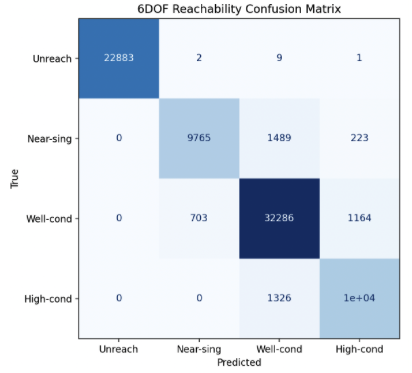 6DOF Reachability Confusion Matrix
Unreach 22883 2 9 1
Near-sing 0 9765 1489 223
True
Well-cond 0 703 32286 1164
High-cond 0 0 1326 1e+04
Unreach Near-sing Well-cond High-cond
Predicted